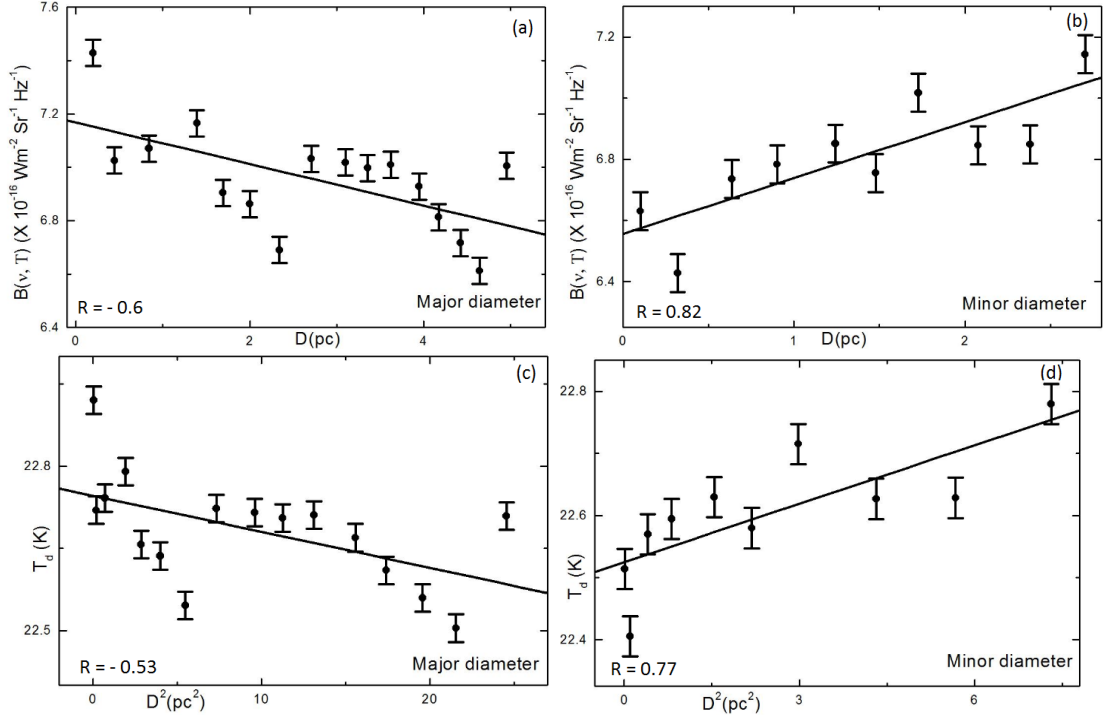 7.6
7.2
6.8
6.4
B(ν, T) (X 10⁻¹⁶ Wm⁻² Sr⁻¹ Hz⁻¹)
(a)
R = - 0.6
Major diameter
0
2
4
D(pc)
7.2
6.8
6.4
B(ν, T) (X 10⁻¹⁶ Wm⁻² Sr⁻¹ Hz⁻¹)
(b)
R = 0.82
Minor diameter
0
1
2
D(pc)
22.8
22.5
T_d (K)
(c)
R = - 0.53
Major diameter
0
10
20
D²(pc²)
22.8
22.6
22.4
T_d (K)
(d)
R = 0.77
Minor diameter
0
3
6
D²(pc²)